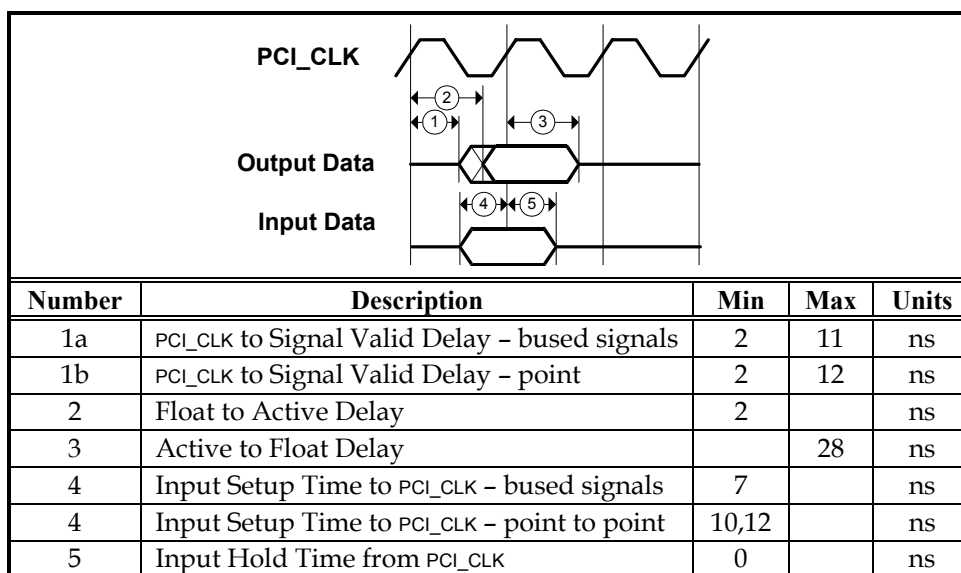 PCI_CLK
2
1
3
Output Data
4
5
Input Data
Number Description Min Max Units
1a PCI_CLK to Signal Valid Delay – bused signals 2 11 ns
1b PCI_CLK to Signal Valid Delay – point 2 12 ns
2 Float to Active Delay 2 ns
3 Active to Float Delay 28 ns
4 Input Setup Time to PCI_CLK – bused signals 7 ns
4 Input Setup Time to PCI_CLK – point to point 10,12 ns
5 Input Hold Time from PCI_CLK 0 ns